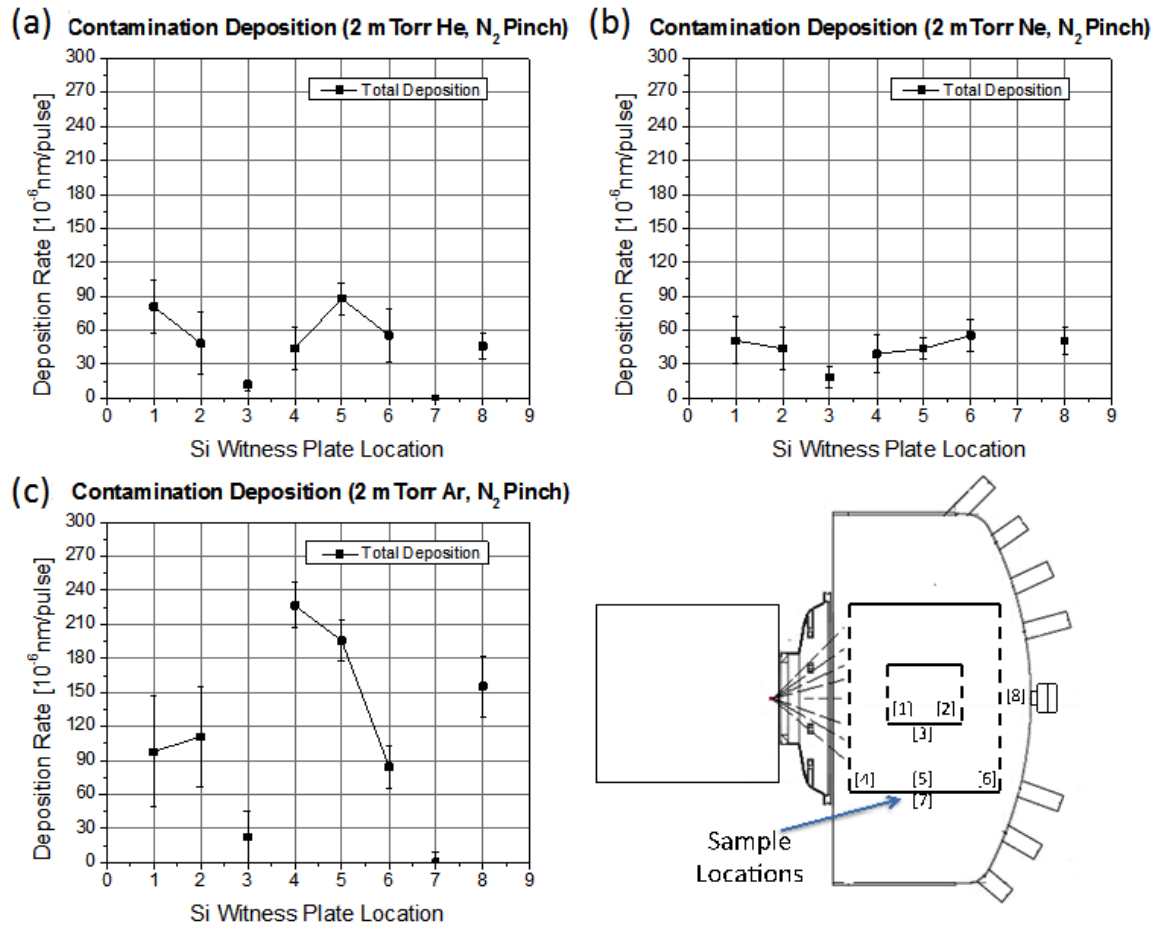 (a) Contamination Deposition (2 mTorr He, N2 Pinch)
Total Deposition
Deposition Rate [10-6nm/pulse]
300
270
240
210
180
150
120
90
60
30
0
0 1 2 3 4 5 6 7 8 9
Si Witness Plate Location
(b) Contamination Deposition (2 mTorr Ne, N2 Pinch)
Total Deposition
Deposition Rate [10-6nm/pulse]
300
270
240
210
180
150
120
90
60
30
0
0 1 2 3 4 5 6 7 8 9
Si Witness Plate Location
(c) Contamination Deposition (2 mTorr Ar, N2 Pinch)
Total Deposition
Deposition Rate [10-6nm/pulse]
300
270
240
210
180
150
120
90
60
30
0
0 1 2 3 4 5 6 7 8 9
Si Witness Plate Location
[8]
[1] [2]
[3]
[4] [5] [6]
[7]
Sample
Locations